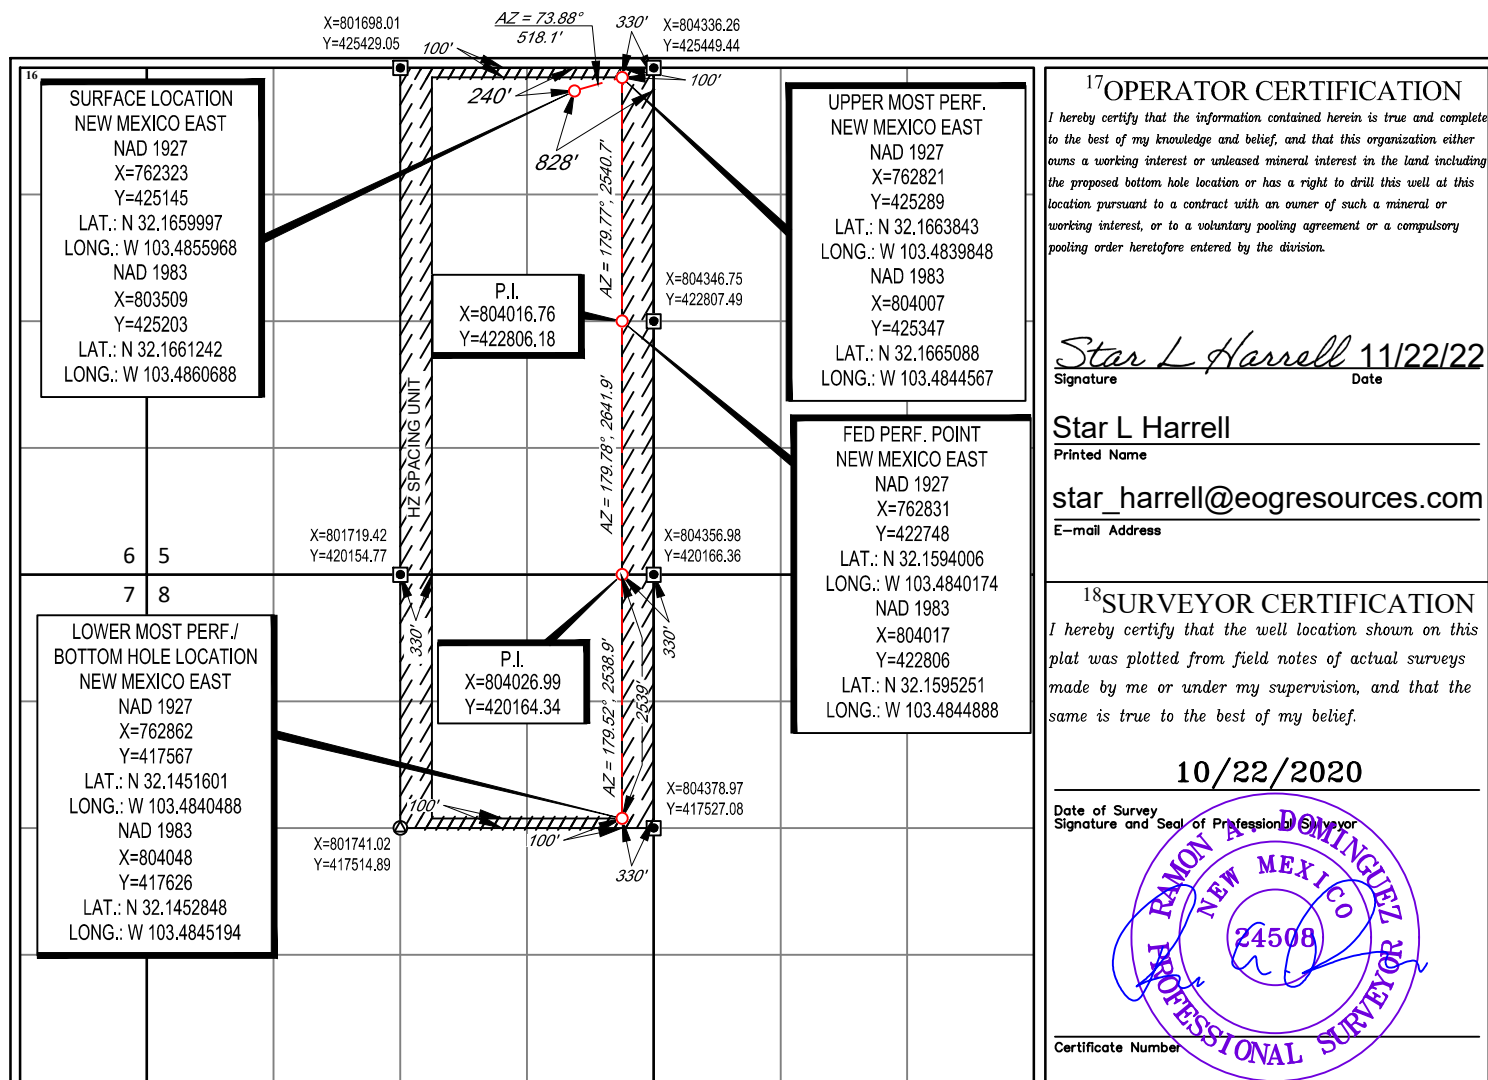 X=801698.01
Y=425429.05
100'
AZ = 73.88°
518.1'
330'
X=804336.26
Y=425449.44
16
240'
100'
828'
SURFACE LOCATION
NEW MEXICO EAST
NAD 1927
X=762323
Y=425145
LAT.: N 32.1659997
LONG.: W 103.4855968
NAD 1983
X=803509
Y=425203
LAT.: N 32.1661242
LONG.: W 103.4860688
UPPER MOST PERF.
NEW MEXICO EAST
NAD 1927
X=762821
Y=425289
LAT.: N 32.1663843
LONG.: W 103.4839848
NAD 1983
X=804007
Y=425347
LAT.: N 32.1665088
LONG.: W 103.4844567
AZ = 179.77°, 2540.7'
P.I.
X=804016.76
Y=422806.18
X=804346.75
Y=422807.49
HZ SPACING UNIT
AZ = 179.78°, 2641.9'
FED PERF. POINT
NEW MEXICO EAST
NAD 1927
X=762831
Y=422748
LAT.: N 32.1594006
LONG.: W 103.4840174
NAD 1983
X=804017
Y=422806
LAT.: N 32.1595251
LONG.: W 103.4844888
X=801719.42
Y=420154.77
X=804356.98
Y=420166.36
6 5
7 8
330'
330'
P.I.
X=804026.99
Y=420164.34
AZ = 179.52°, 2538.9'
2539'
LOWER MOST PERF./
BOTTOM HOLE LOCATION
NEW MEXICO EAST
NAD 1927
X=762862
Y=417567
LAT.: N 32.1451601
LONG.: W 103.4840488
NAD 1983
X=804048
Y=417626
LAT.: N 32.1452848
LONG.: W 103.4845194
X=804378.97
Y=417527.08
100'
100'
330'
X=801741.02
Y=417514.89
17 OPERATOR CERTIFICATION
I hereby certify that the information contained herein is true and complete
to the best of my knowledge and belief, and that this organization either
owns a working interest or unleased mineral interest in the land including
the proposed bottom hole location or has a right to drill this well at this
location pursuant to a contract with an owner of such a mineral or
working interest, or to a voluntary pooling agreement or a compulsory
pooling order heretofore entered by the division.
Star L Harrell 11/22/22
Signature Date
Star L Harrell
Printed Name
star_harrell@eogresources.com
E-mail Address
18 SURVEYOR CERTIFICATION
I hereby certify that the well location shown on this
plat was plotted from field notes of actual surveys
made by me or under my supervision, and that the
same is true to the best of my belief.
10/22/2020
Date of Survey
Signature and Seal of Professional Surveyor
RAMON A. DOMINGUEZ
NEW MEXICO
24508
PROFESSIONAL SURVEYOR
Certificate Number